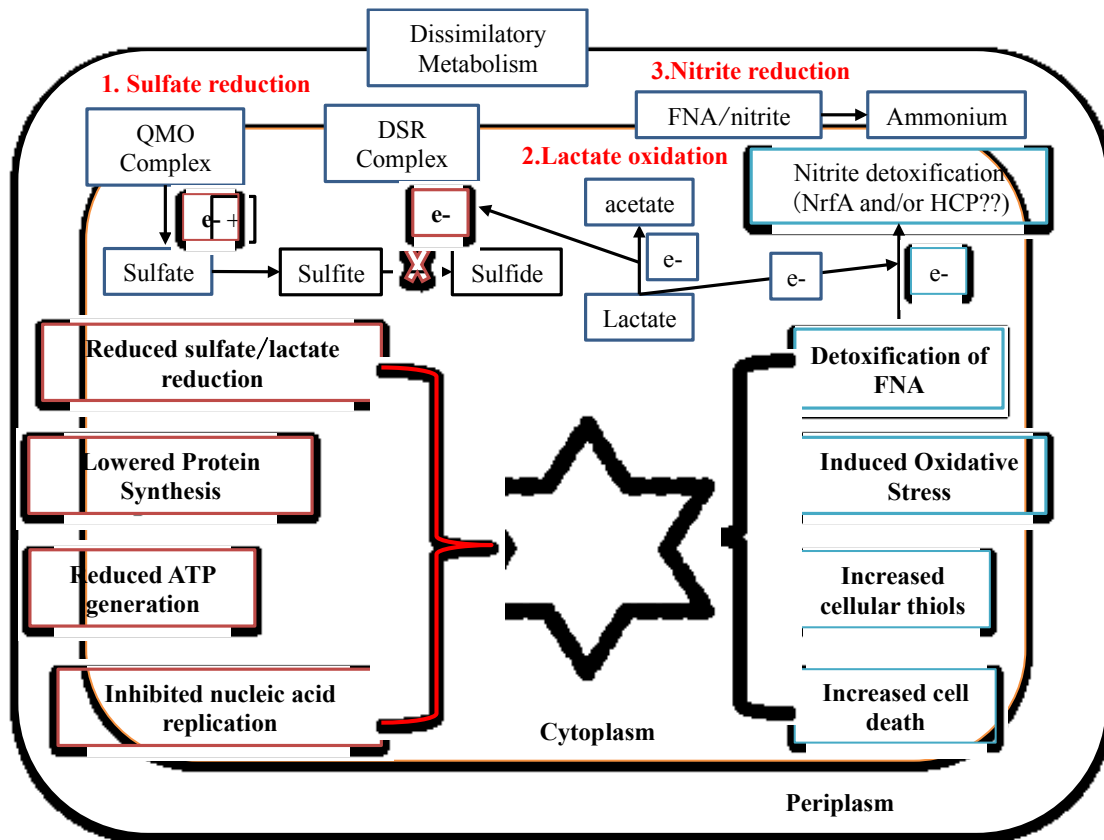 Dissimilatory
Metabolism
1. Sulfate reduction
3.Nitrite reduction
QMO
Complex
DSR
Complex
FNA/nitrite
Ammonium
2.Lactate oxidation
Nitrite detoxification
(NrfA and/or HCP??)
e- +
e-
acetate
e-
e-
e-
Sulfate
Sulfite
Sulfide
Lactate
Reduced sulfate/lactate
reduction
Detoxification of
FNA
Lowered Protein
Synthesis
Induced Oxidative
Stress
Reduced ATP
generation
Increased
cellular thiols
Inhibited nucleic acid
replication
Increased cell
death
Cytoplasm
Periplasm